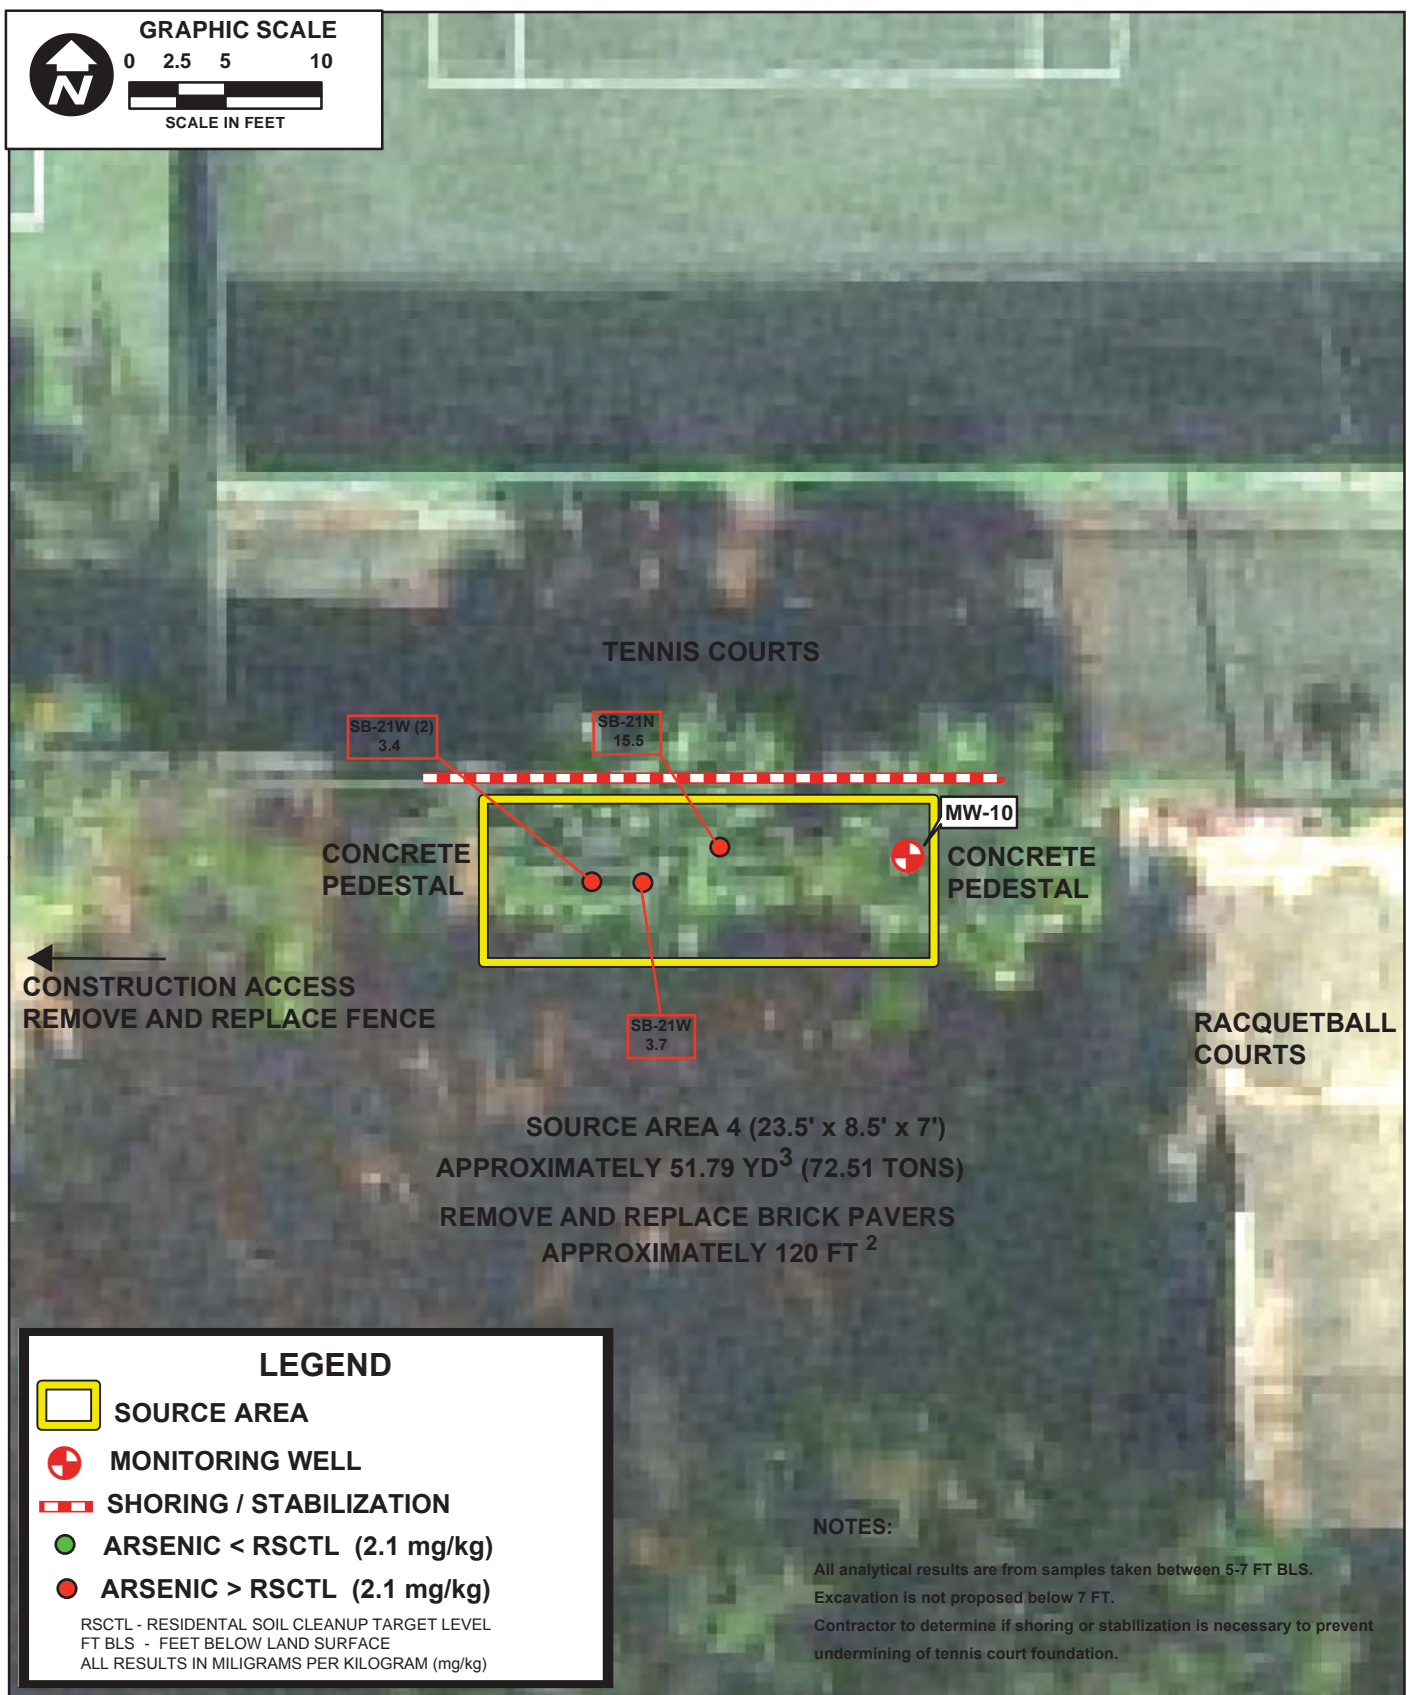 GRAPHIC SCALE
0 2.5 5 10
N
SCALE IN FEET
TENNIS COURTS
SB-21W (2)
3.4
SB-21N
15.5
MW-10
CONCRETE
PEDESTAL
CONCRETE
PEDESTAL
CONSTRUCTION ACCESS
REMOVE AND REPLACE FENCE
SB-21W
3.7
RACQUETBALL
COURTS
SOURCE AREA 4 (23.5' x 8.5' x 7')
APPROXIMATELY 51.79 YD³ (72.51 TONS)
REMOVE AND REPLACE BRICK PAVERS
APPROXIMATELY 120 FT ²
LEGEND
SOURCE AREA
MONITORING WELL
SHORING / STABILIZATION
ARSENIC < RSCTL (2.1 mg/kg)
ARSENIC > RSCTL (2.1 mg/kg)
RSCTL - RESIDENTAL SOIL CLEANUP TARGET LEVEL
FT BLS - FEET BELOW LAND SURFACE
ALL RESULTS IN MILIGRAMS PER KILOGRAM (mg/kg)
NOTES:
All analytical results are from samples taken between 5-7 FT BLS.
Excavation is not proposed below 7 FT.
Contractor to determine if shoring or stabilization is necessary to prevent
undermining of tennis court foundation.